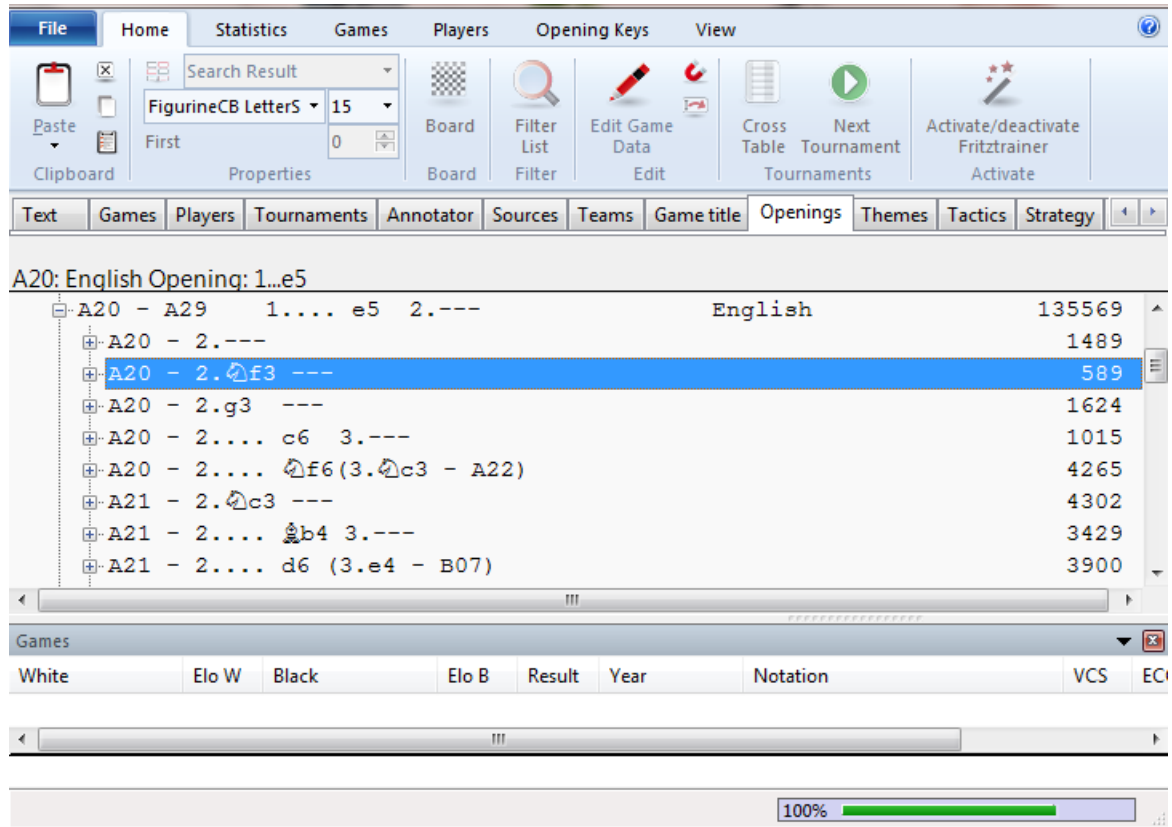 File Home Statistics Games Players Opening Keys View
Search Result
FigurineCB LetterS 15
Paste First 0 Board Filter List Edit Game Data Cross Table Next Tournament Activate/deactivate Fritztrainer
Clipboard Properties Board Filter Edit Tournaments Activate
Text Games Players Tournaments Annotator Sources Teams Game title Openings Themes Tactics Strategy
A20: English Opening: 1...e5
A20 - A29 1.... e5 2.--- English 135569
A20 - 2.--- 1489
A20 - 2.♘f3 --- 589
A20 - 2.g3 --- 1624
A20 - 2.... c6 3.--- 1015
A20 - 2.... ♘f6(3.♘c3 - A22) 4265
A21 - 2.♘c3 --- 4302
A21 - 2.... ♗b4 3.--- 3429
A21 - 2.... d6 (3.e4 - B07) 3900
Games
White Elo W Black Elo B Result Year Notation VCS EC
100%